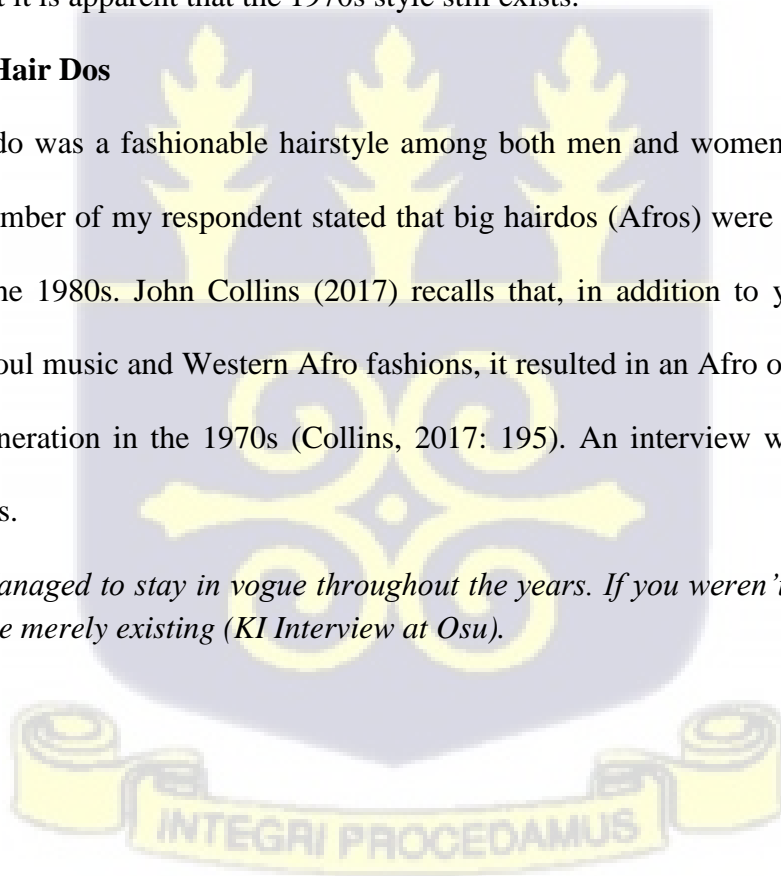 t it is apparent that the 1970s style still exists.
Hair Dos
do was a fashionable hairstyle among both men and women
mber of my respondent stated that big hairdos (Afros) were
he 1980s. John Collins (2017) recalls that, in addition to y
oul music and Western Afro fashions, it resulted in an Afro o
neration in the 1970s (Collins, 2017: 195). An interview w
s.
anaged to stay in vogue throughout the years. If you weren't
e merely existing (KI Interview at Osu).
INTEGRI PROCEDAMUS